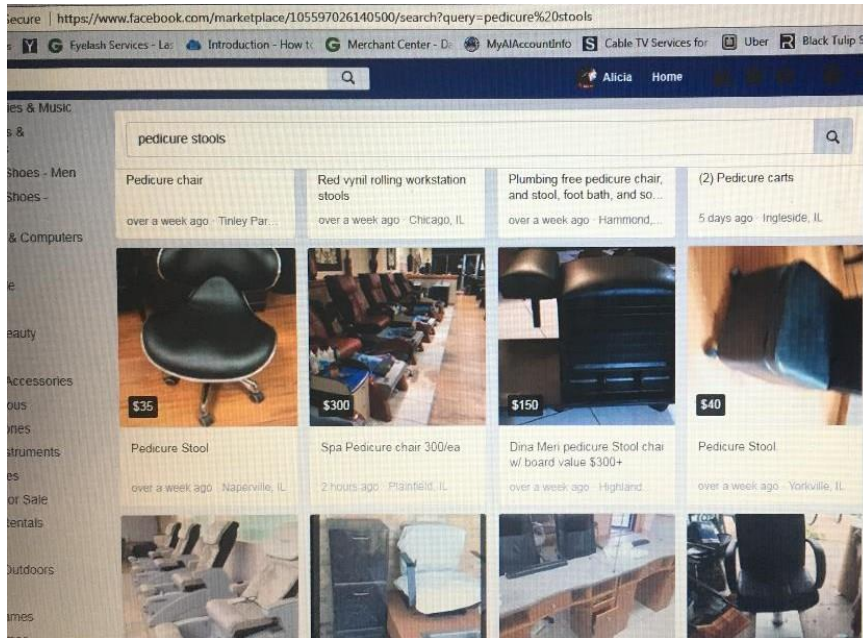 ecure | https://www.facebook.com/marketplace/105597026140500/search?query=pedicure%20stools
s Y G Eyelash Services - Las Introduction - How to G Merchant Center - Da MyAIAccountInfo S Cable TV Services for U Uber R Black Tulip S
Alicia Home
ies & Music
s &
Shoes - Men
Shoes -
& Computers
e
eauty
Accessories
ous
ones
struments
es
or Sale
Rentals
Outdoors
ames
pedicure stools
Pedicure chair
over a week ago · Tinley Par...
Red vynil rolling workstation
stools
over a week ago · Chicago, IL
Plumbing free pedicure chair,
and stool, foot bath, and so...
over a week ago · Hammond,...
(2) Pedicure carts
5 days ago · Ingleside, IL
$35
Pedicure Stool
over a week ago · Naperville, IL
$300
Spa Pedicure chair 300/ea
2 hours ago · Plainfield, IL
$150
Dina Meri pedicure Stool chai
w/ board value $300+
over a week ago · Highland
$40
Pedicure Stool
over a week ago · Yorkville, IL